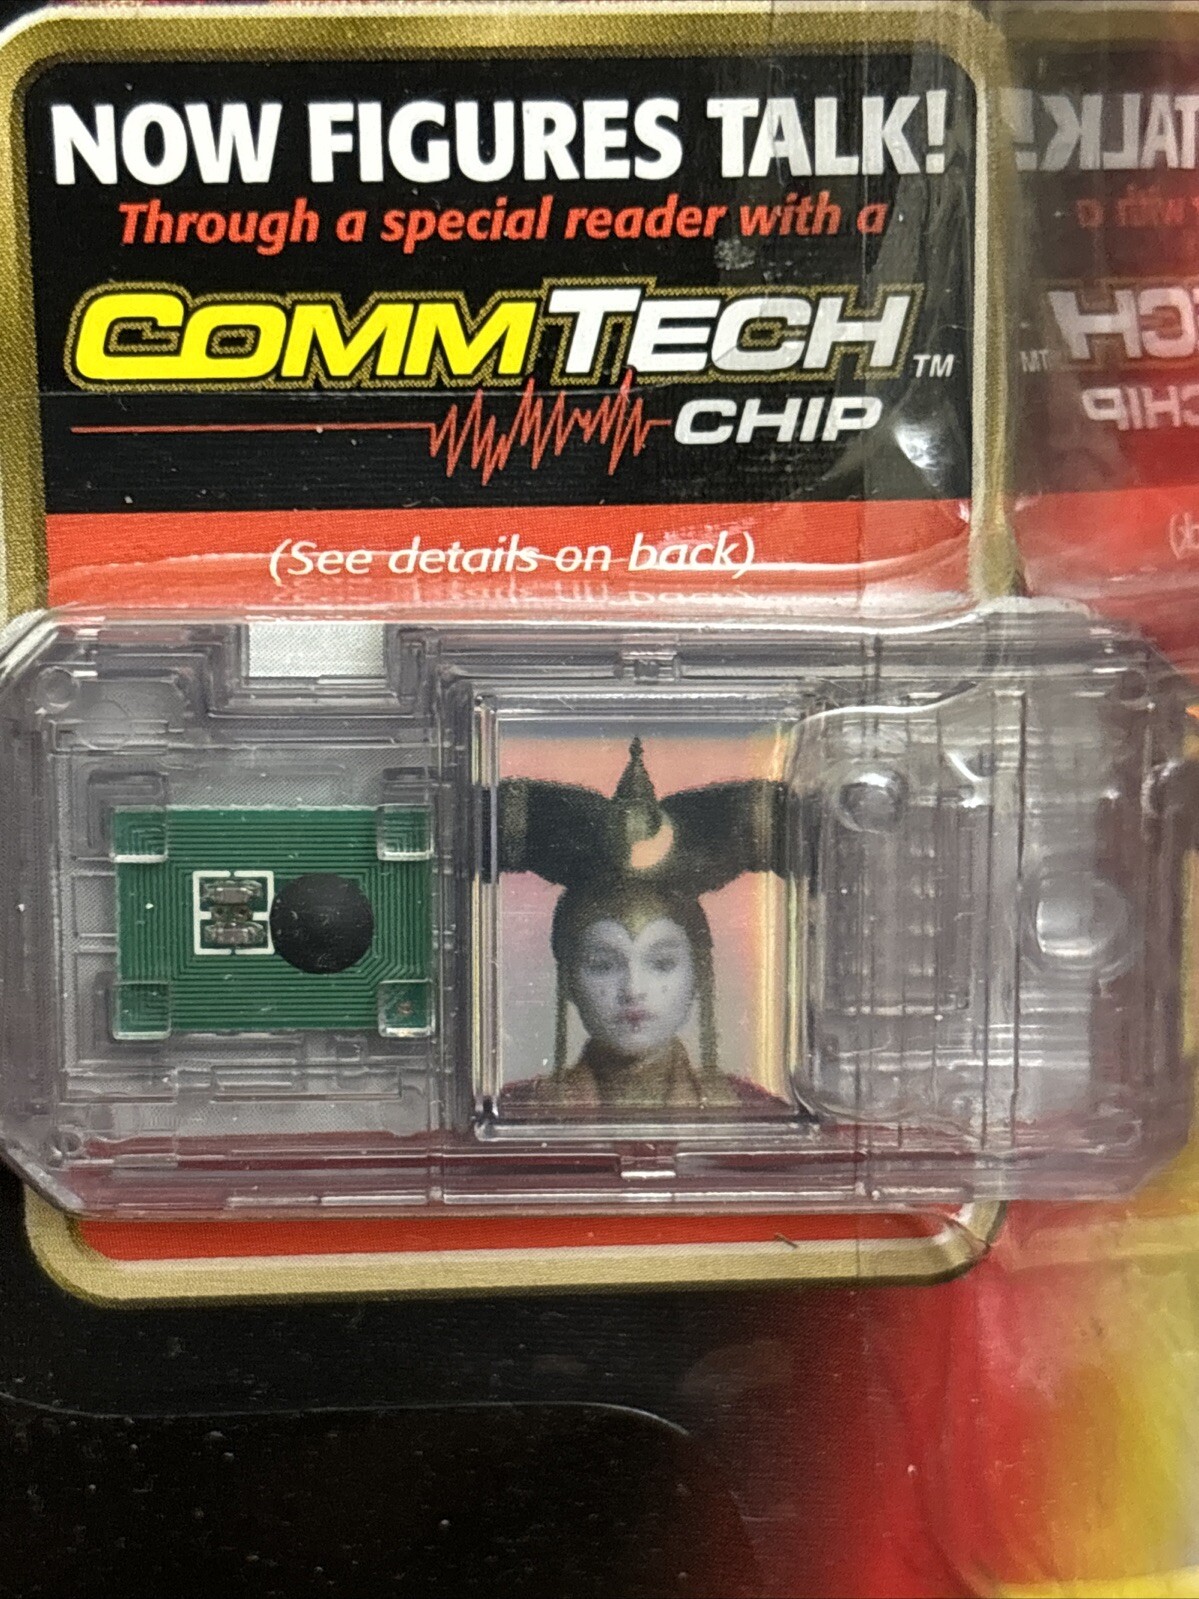 NOW FIGURES TALK!
Through a special reader with a
COMMTECH™
CHIP
(See details on back)